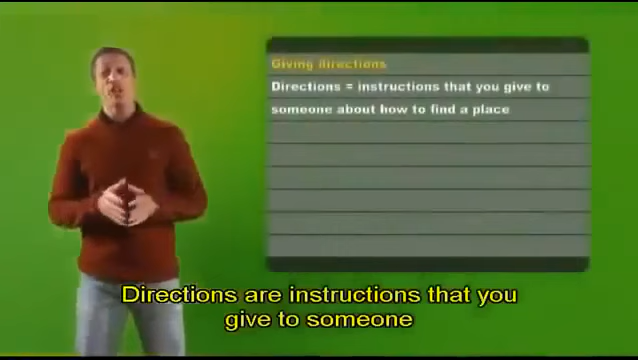 Giving Directions
Directions = instructions that you give to
someone about how to find a place
Directions are instructions that you
give to someone